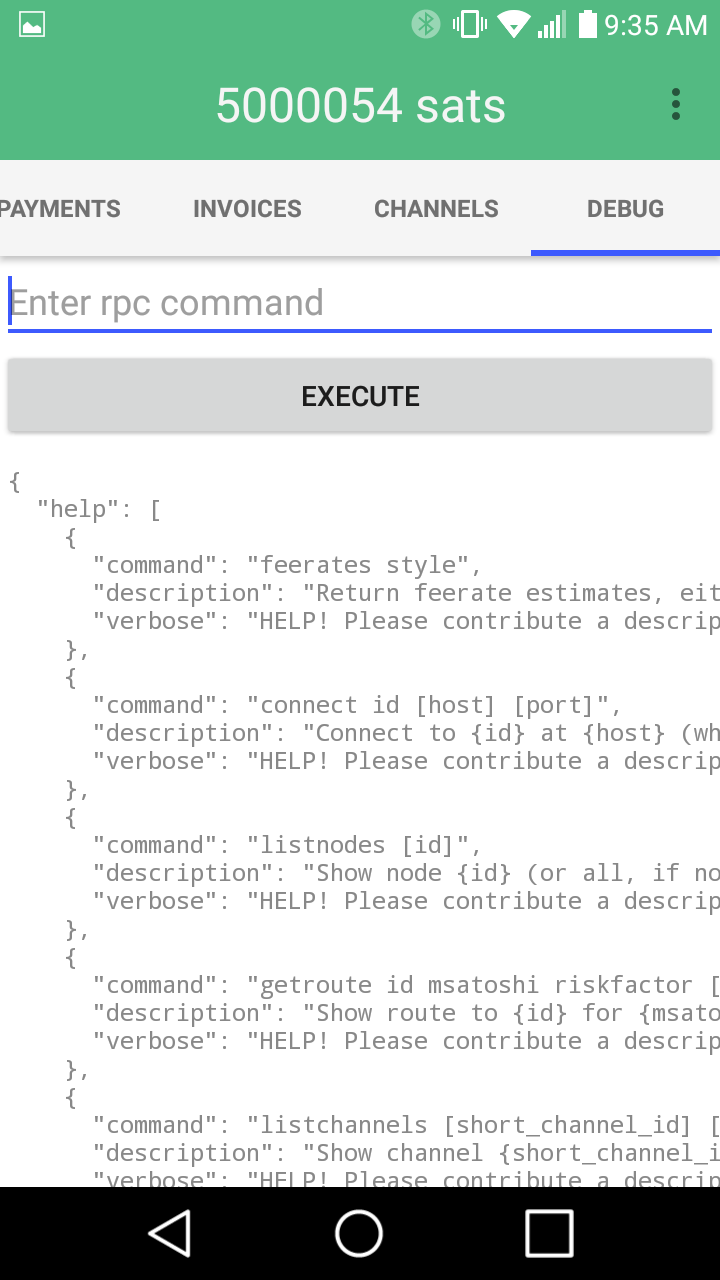 9:35 AM
5000054 sats
PAYMENTS INVOICES CHANNELS DEBUG
Enter rpc command
EXECUTE
{
"help": [
{
"command": "feerates style",
"description": "Return feerate estimates, eit
"verbose": "HELP! Please contribute a descrip
},
{
"command": "connect id [host] [port]",
"description": "Connect to {id} at {host} (wh
"verbose": "HELP! Please contribute a descrip
},
{
"command": "listnodes [id]",
"description": "Show node {id} (or all, if no
"verbose": "HELP! Please contribute a descrip
},
{
"command": "getroute id msatoshi riskfactor [
"description": "Show route to {id} for {msato
"verbose": "HELP! Please contribute a descrip
},
{
"command": "listchannels [short_channel_id] [
"description": "Show channel {short_channel_i
"verbose": "HELP! Please contribute a descrip